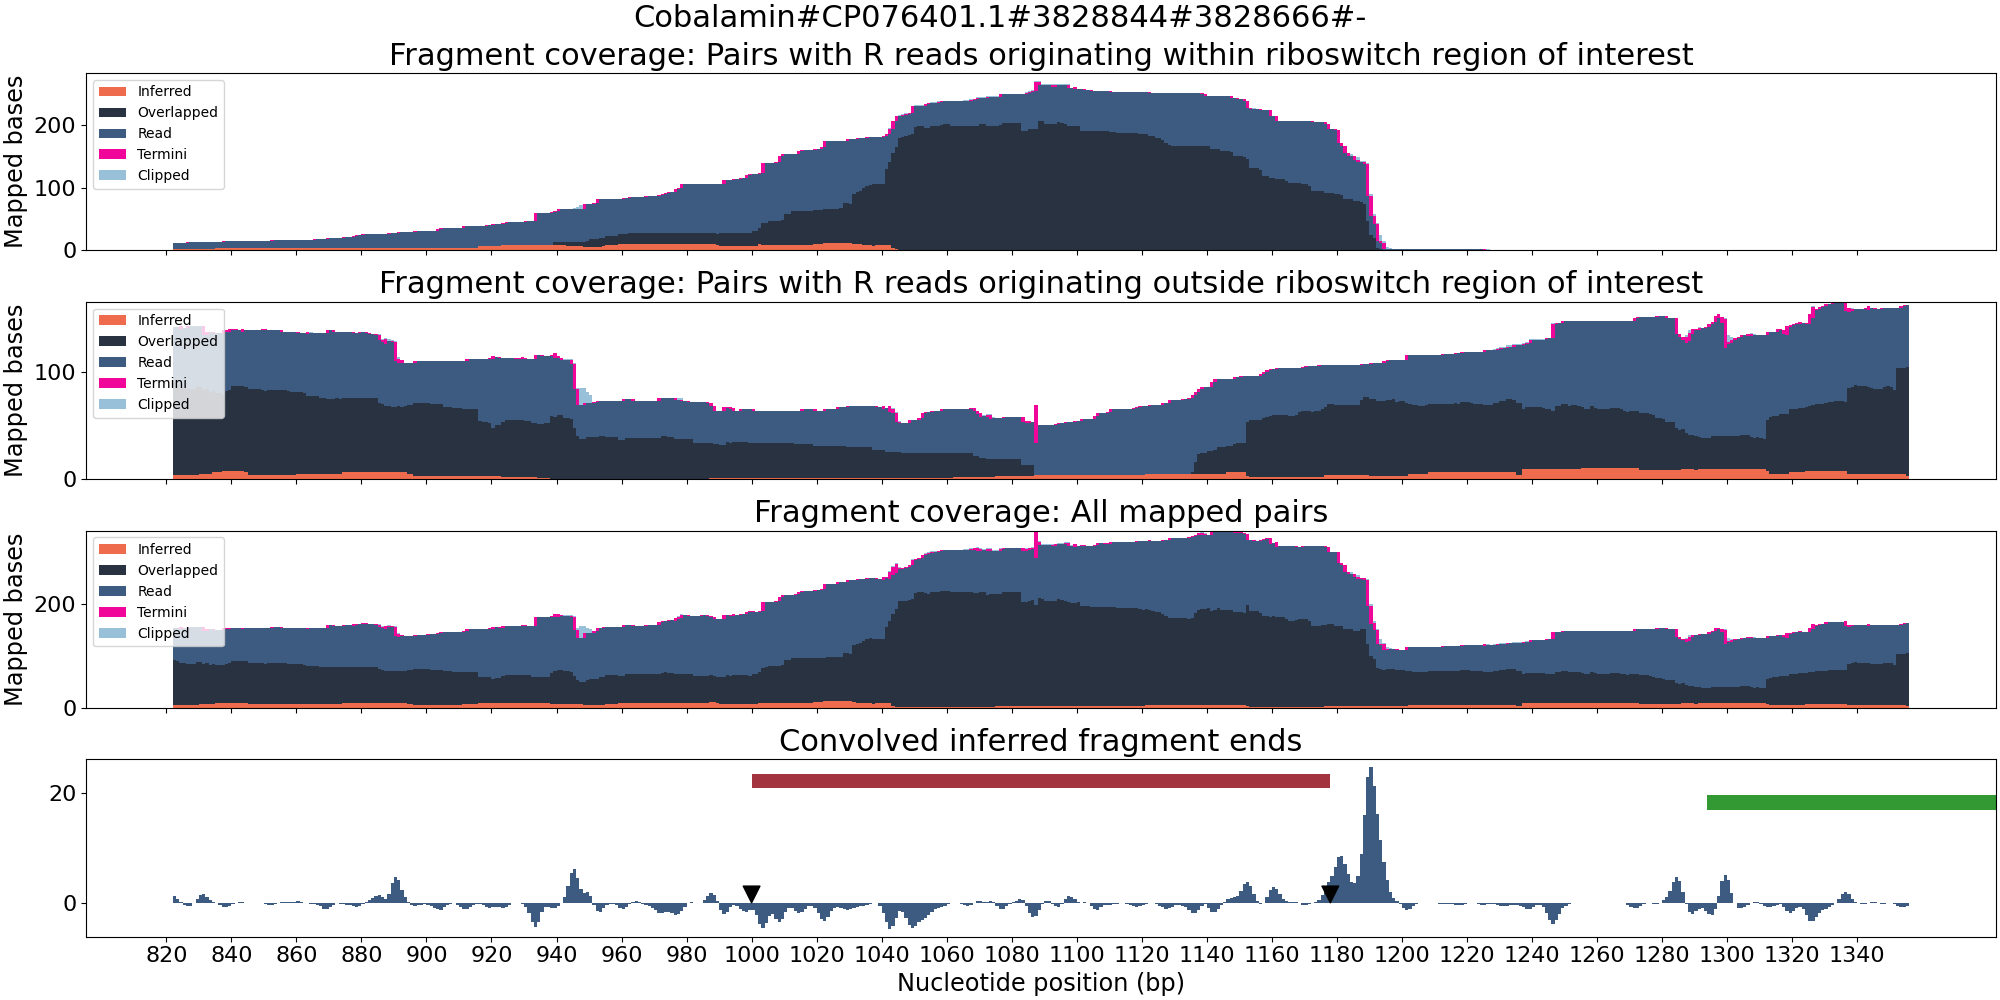 Cobalamin#CP076401.1#3828844#3828666#-
Fragment coverage: Pairs with R reads originating within riboswitch region of interest
Mapped bases
200
100
0
Inferred
Overlapped
Read
Termini
Clipped
Fragment coverage: Pairs with R reads originating outside riboswitch region of interest
Mapped bases
100
0
Inferred
Overlapped
Read
Termini
Clipped
Fragment coverage: All mapped pairs
Mapped bases
200
0
Inferred
Overlapped
Read
Termini
Clipped
Convolved inferred fragment ends
20
0
820 840 860 880 900 920 940 960 980 1000 1020 1040 1060 1080 1100 1120 1140 1160 1180 1200 1220 1240 1260 1280 1300 1320 1340
Nucleotide position (bp)